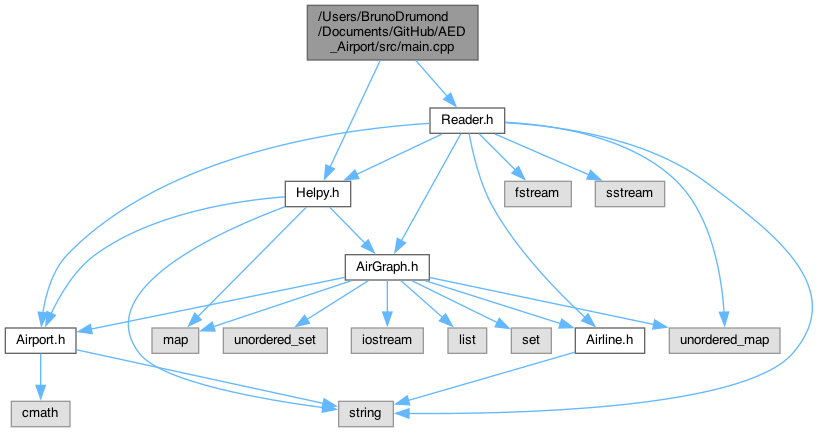 /Users/BrunoDrumond
/Documents/GitHub/AED
_Airport/src/main.cpp
Reader.h
Helpy.h
fstream
sstream
AirGraph.h
Airport.h
map
unordered_set
iostream
list
set
Airline.h
unordered_map
cmath
string